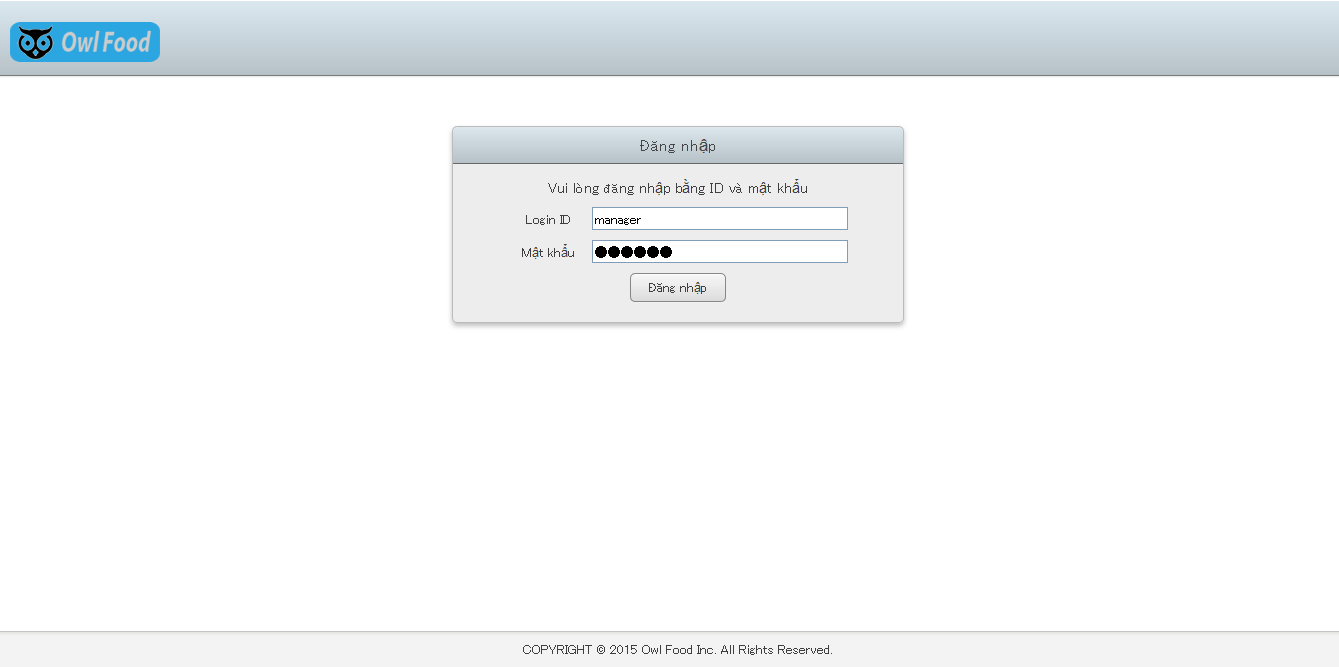 Owl Food
Đăng nhập
Vui lòng đăng nhập bằng ID và mật khẩu
Login ID manager
Mật khẩu ●●●●●●
Đăng nhập
COPYRIGHT © 2015 Owl Food Inc. All Rights Reserved.